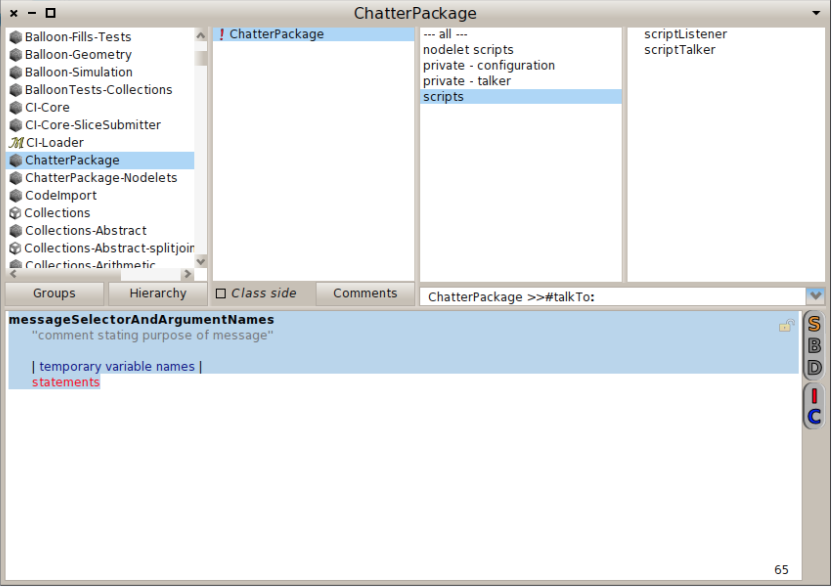 ChatterPackage
Balloon-Fills-Tests
Balloon-Geometry
Balloon-Simulation
BalloonTests-Collections
CI-Core
CI-Core-SliceSubmitter
CI-Loader
ChatterPackage
ChatterPackage-Nodelets
CodeImport
Collections
Collections-Abstract
Collections-Abstract-splitjoin
Collections-Arithmetic
! ChatterPackage
--- all ---
nodelet scripts
private - configuration
private - talker
scripts
scriptListener
scriptTalker
Groups
Hierarchy
Class side
Comments
ChatterPackage >>#talkTo:
messageSelectorAndArgumentNames
"comment stating purpose of message"
| temporary variable names |
statements
S
B
D
I
C
65